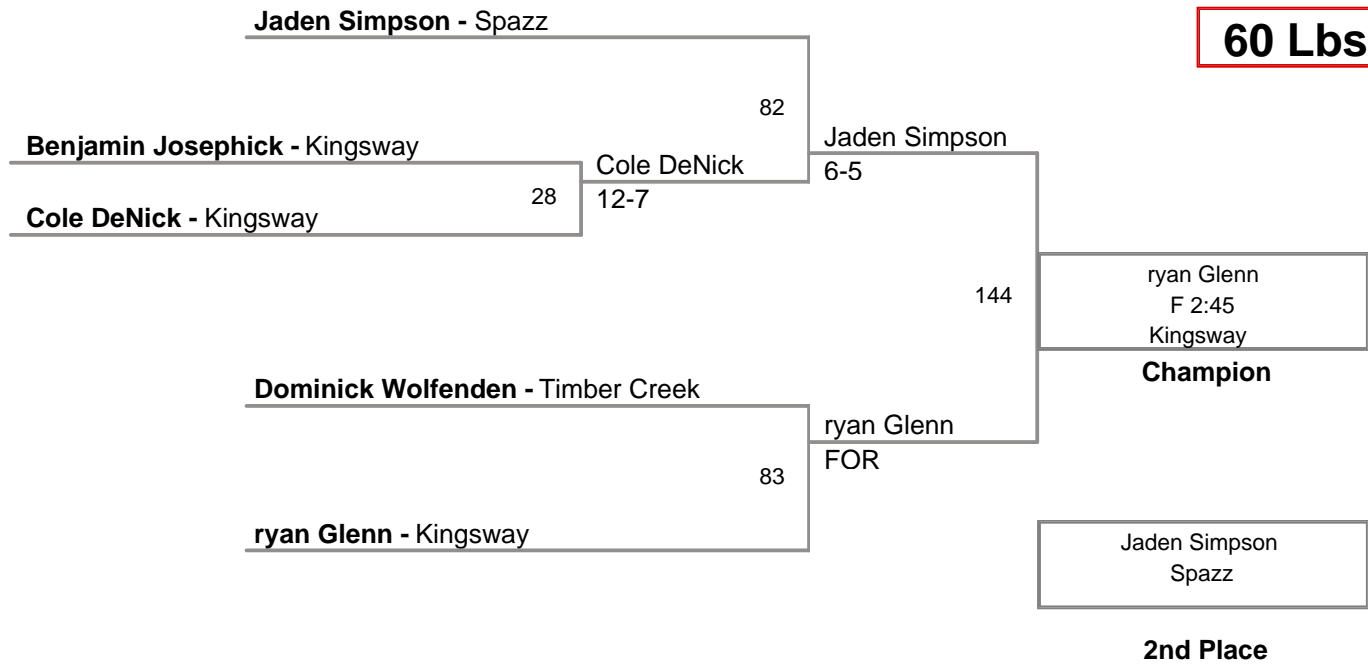 Jaden Simpson - Spazz
60 Lbs
82
Benjamin Josephick - Kingsway
Jaden Simpson
Cole DeNick
6-5
28
12-7
Cole DeNick - Kingsway
144
ryan Glenn
F 2:45
Kingsway
Champion
Dominick Wolfenden - Timber Creek
ryan Glenn
FOR
83
ryan Glenn - Kingsway
Jaden Simpson
Spazz
2nd Place